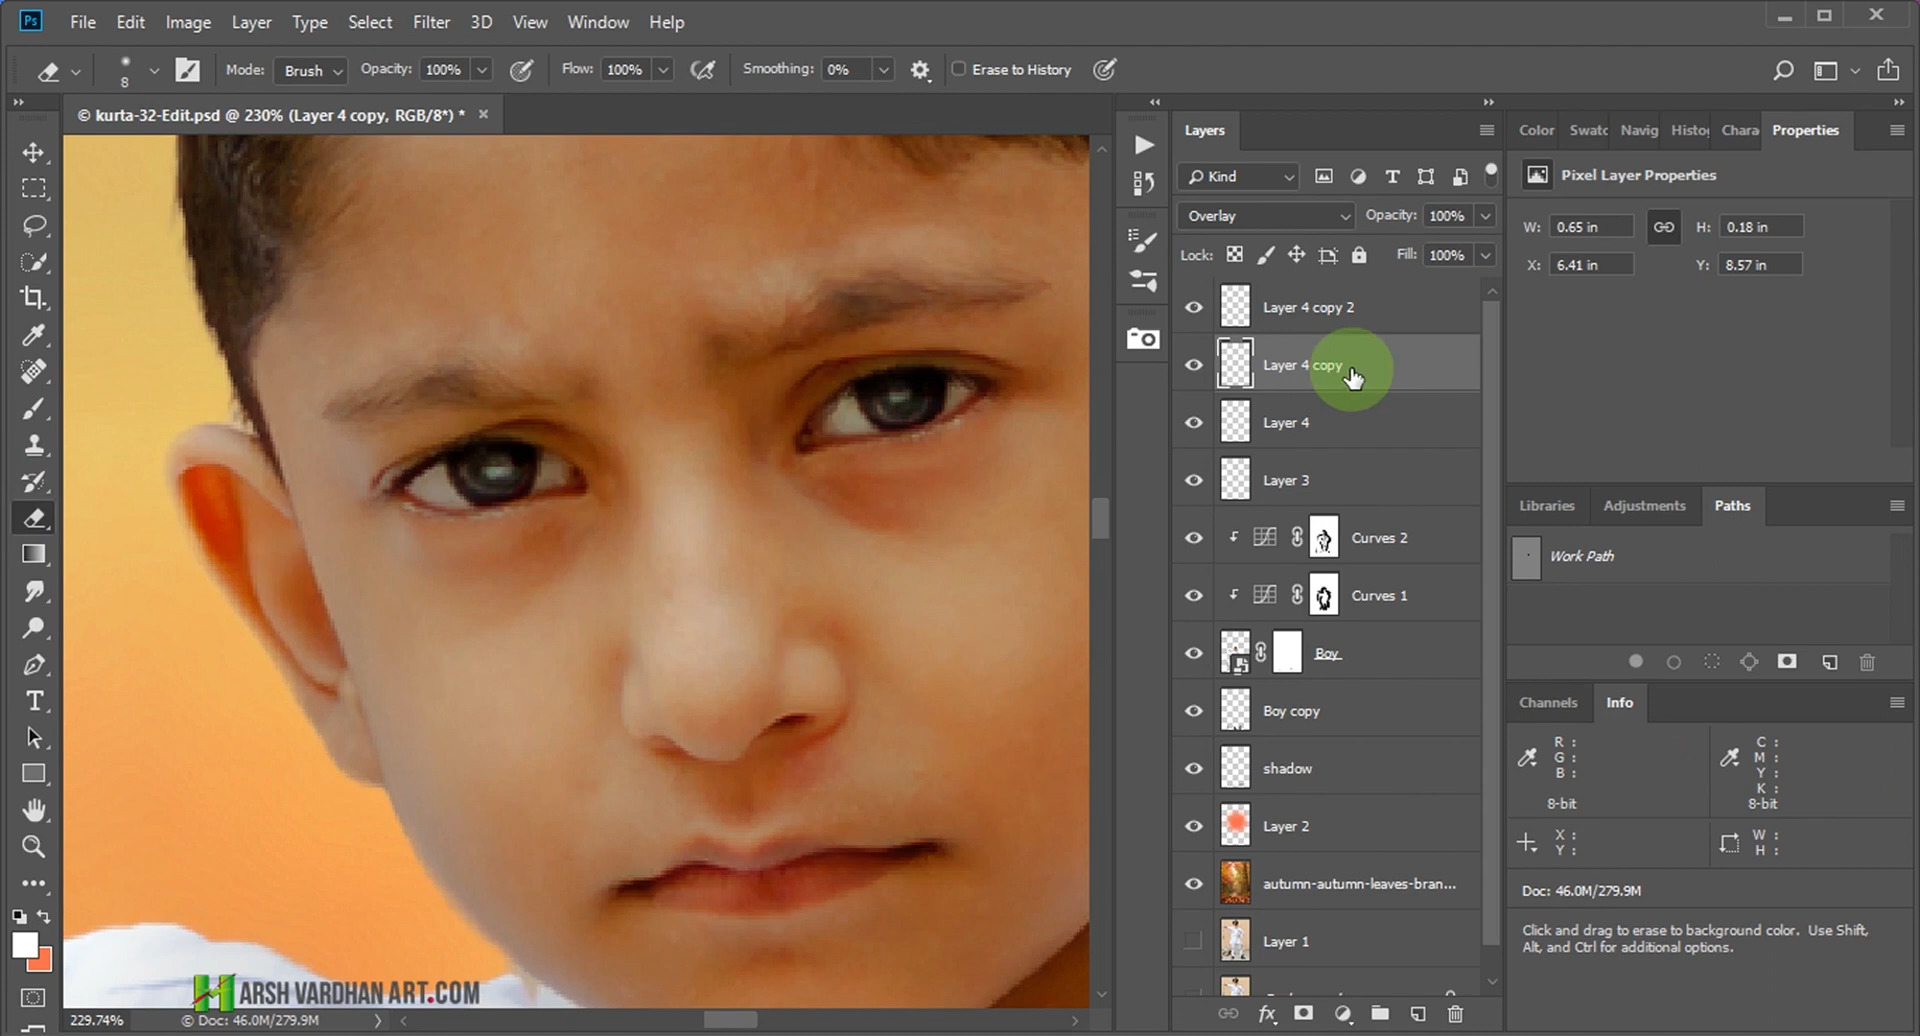 Ps File Edit Image Layer Type Select Filter 3D View Window Help
8 Mode: Brush Opacity: 100% Flow: 100% Smoothing: 0% Erase to History
© kurta-32-Edit.psd @ 230% (Layer 4 copy, RGB/8*) * ×
Layers
Kind
Overlay Opacity: 100%
Lock: Fill: 100%
Layer 4 copy 2
Layer 4 copy
Layer 4
Layer 3
Curves 2
Curves 1
Boy
Boy copy
shadow
Layer 2
autumn-autumn-leaves-bran...
Layer 1
Color Swatc Navig Histo Chara Properties
Pixel Layer Properties
W: 0.65 in H: 0.18 in
X: 6.41 in Y: 8.57 in
Libraries Adjustments Paths
Work Path
Channels Info
R : C :
G : M :
B : Y :
K :
8-bit 8-bit
X : W :
Y : H :
Doc: 46.0M/279.9M
Click and drag to erase to background color. Use Shift,
Alt, and Ctrl for additional options.
HARSH VARDHAN ART.COM
229.74% © Doc: 46.0M/279.9M
fx